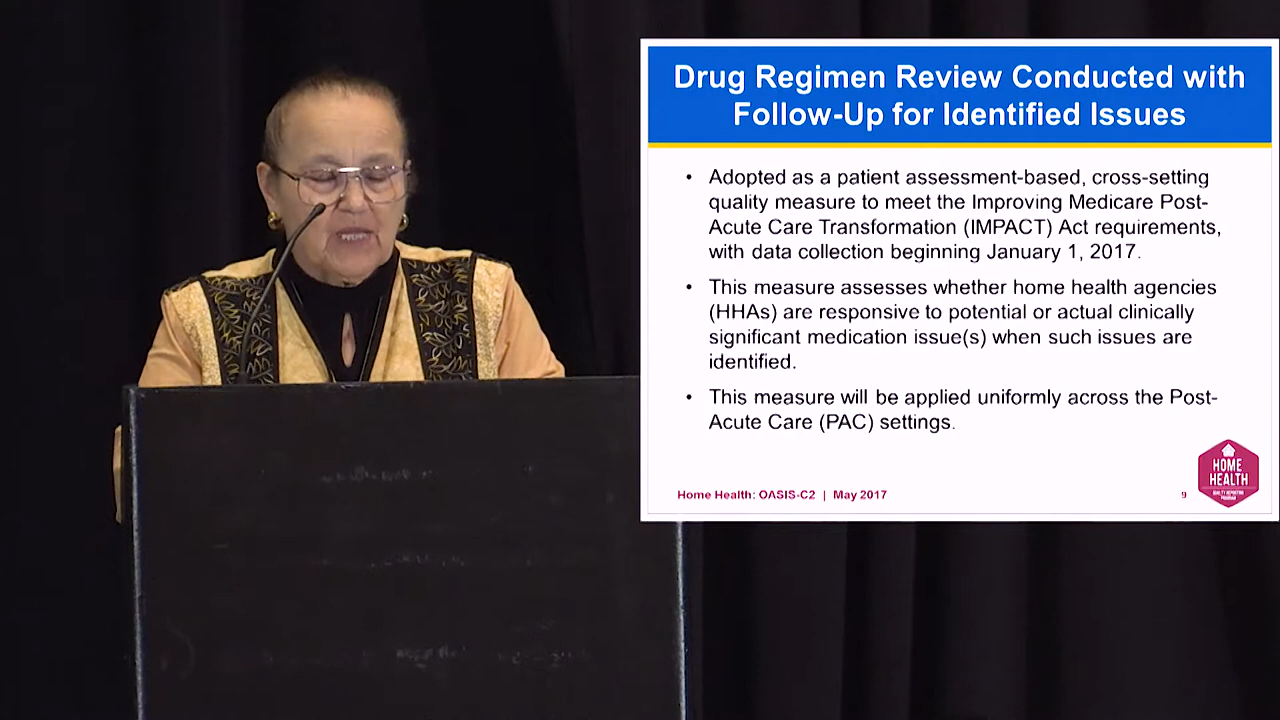 Drug Regimen Review Conducted with
Follow-Up for Identified Issues
• Adopted as a patient assessment-based, cross-setting
quality measure to meet the Improving Medicare Post-
Acute Care Transformation (IMPACT) Act requirements,
with data collection beginning January 1, 2017.
• This measure assesses whether home health agencies
(HHAs) are responsive to potential or actual clinically
significant medication issue(s) when such issues are
identified.
• This measure will be applied uniformly across the Post-
Acute Care (PAC) settings.
Home Health: OASIS-C2 | May 2017
9
HOME
HEALTH
QUALITY REPORTING
PROGRAM